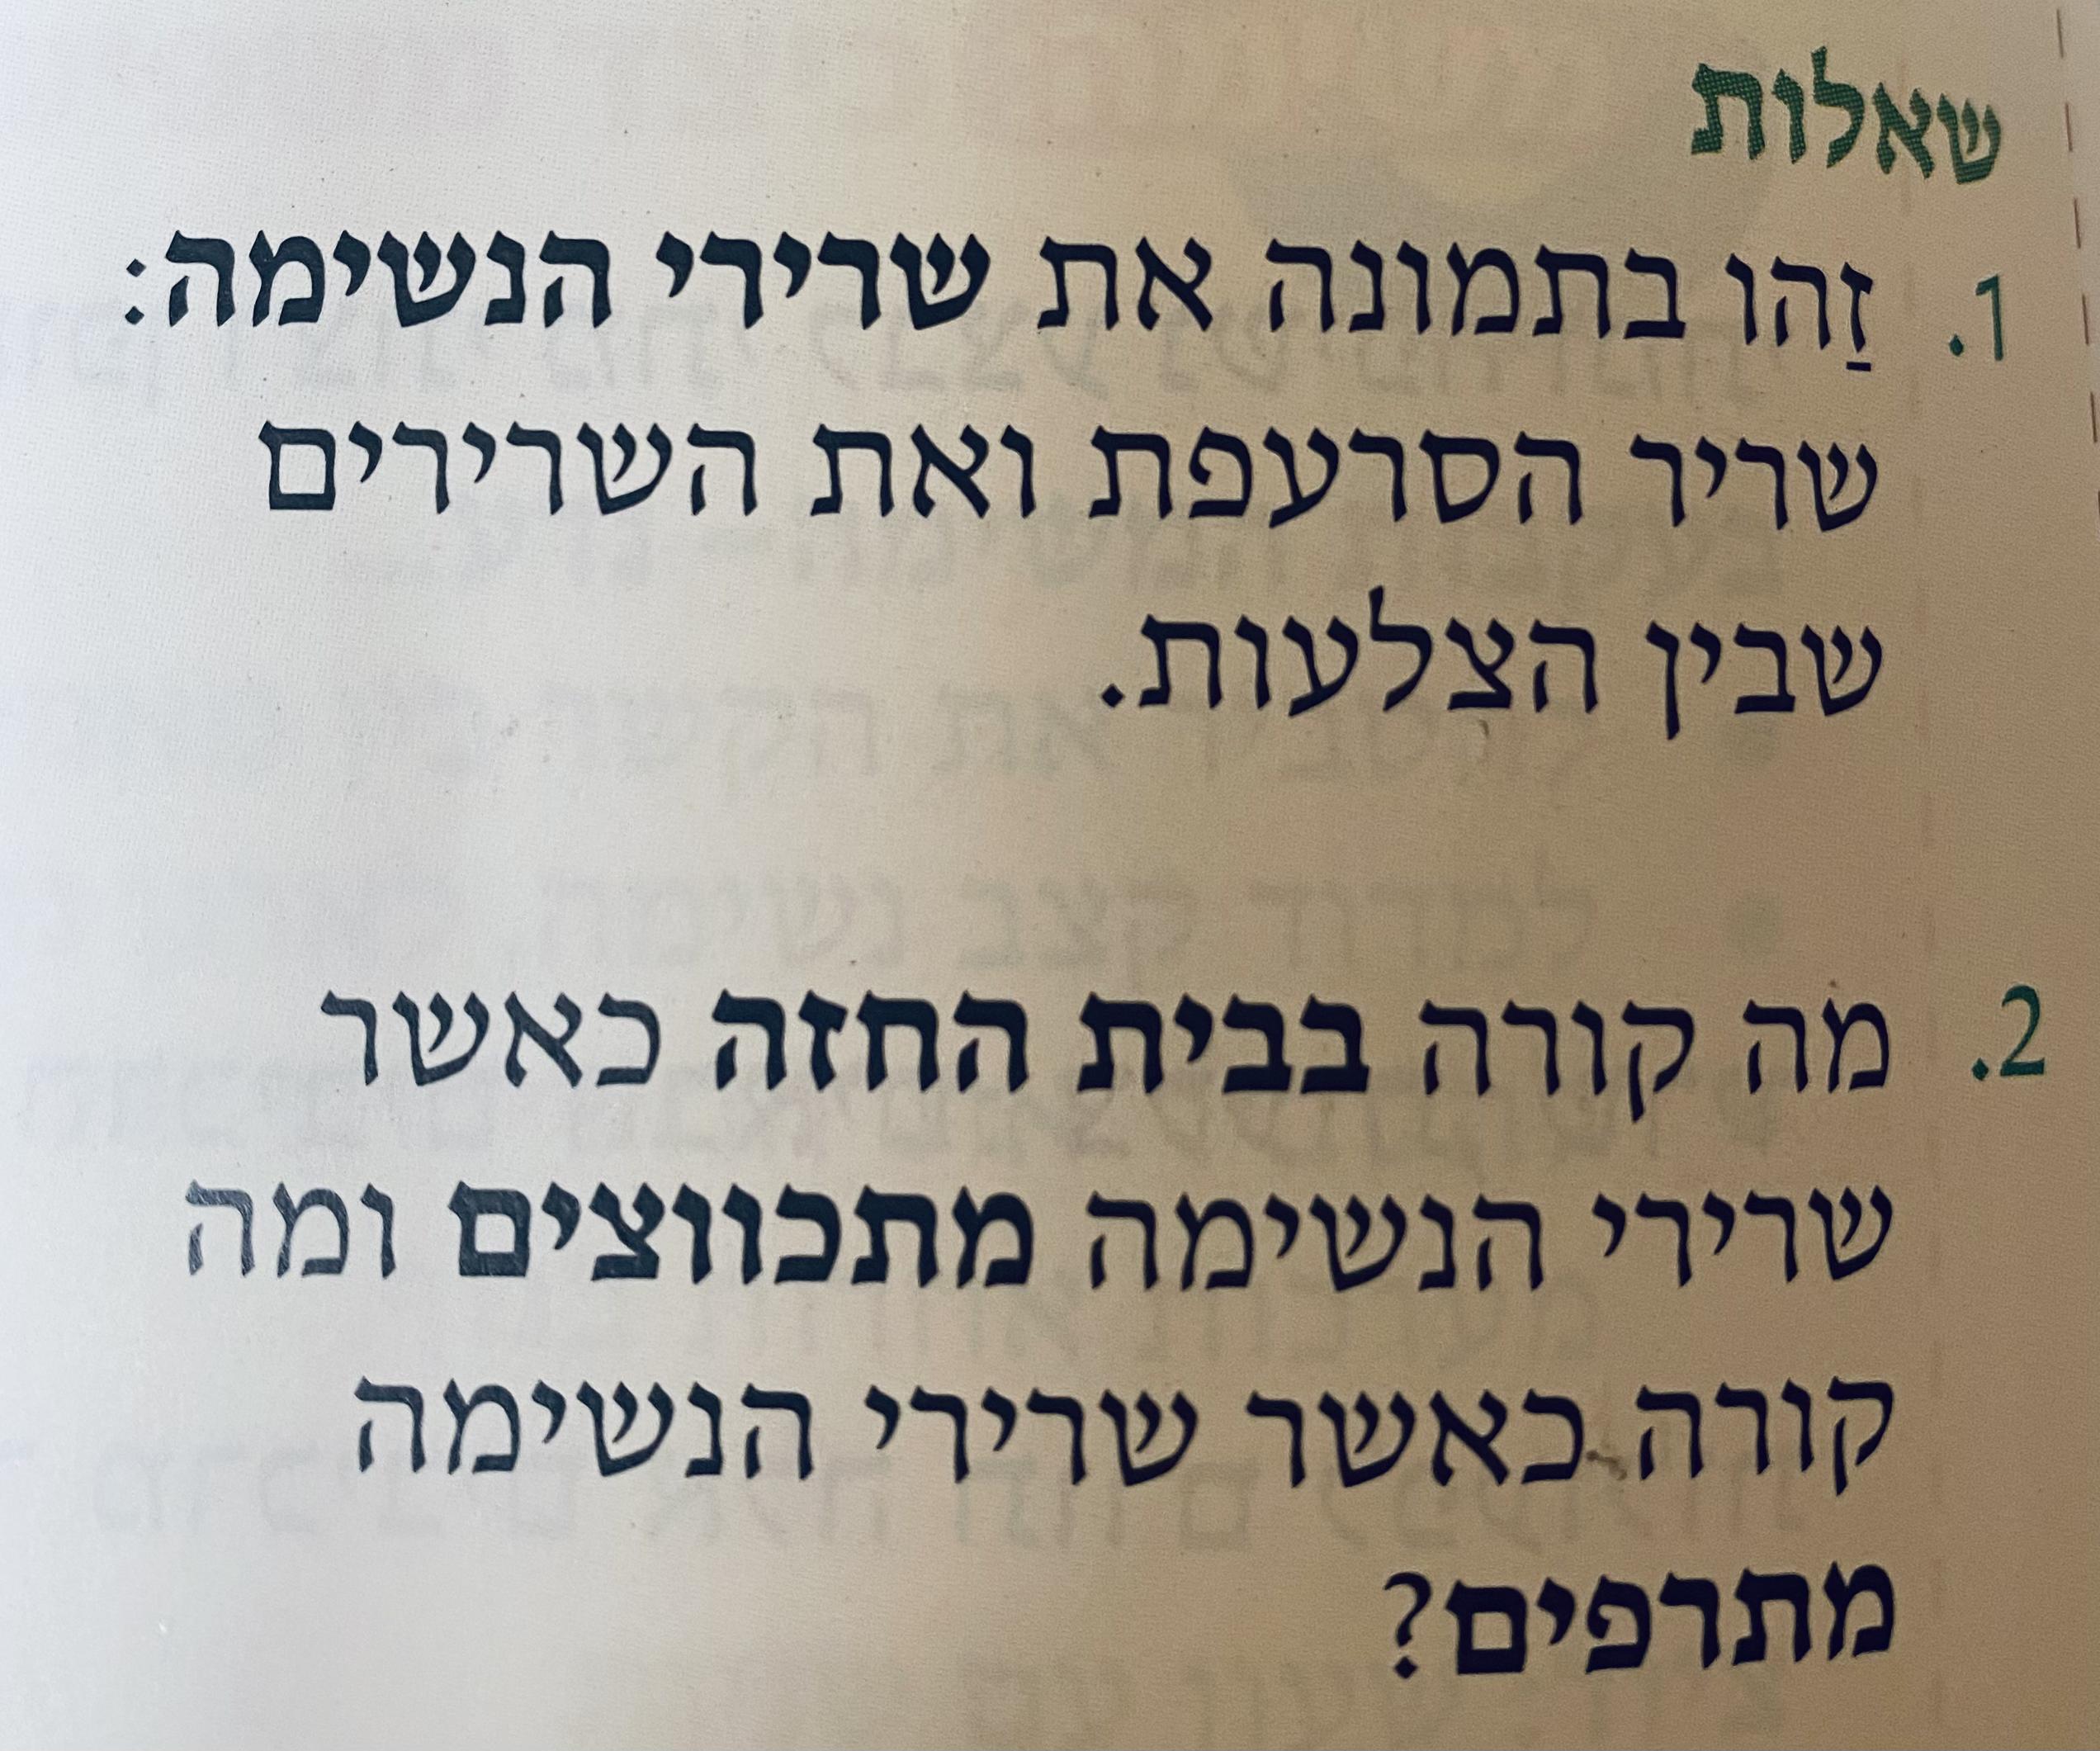 שאלות
1. זַהו בתמונה את שרירי הנשימה:
שריר הסרעפת ואת השרירים
שבין הצלעות.
2. מה קורה בבית החזה כאשר
שרירי הנשימה מתכווצים ומה
קורה כאשר שרירי הנשימה
מתרפים?